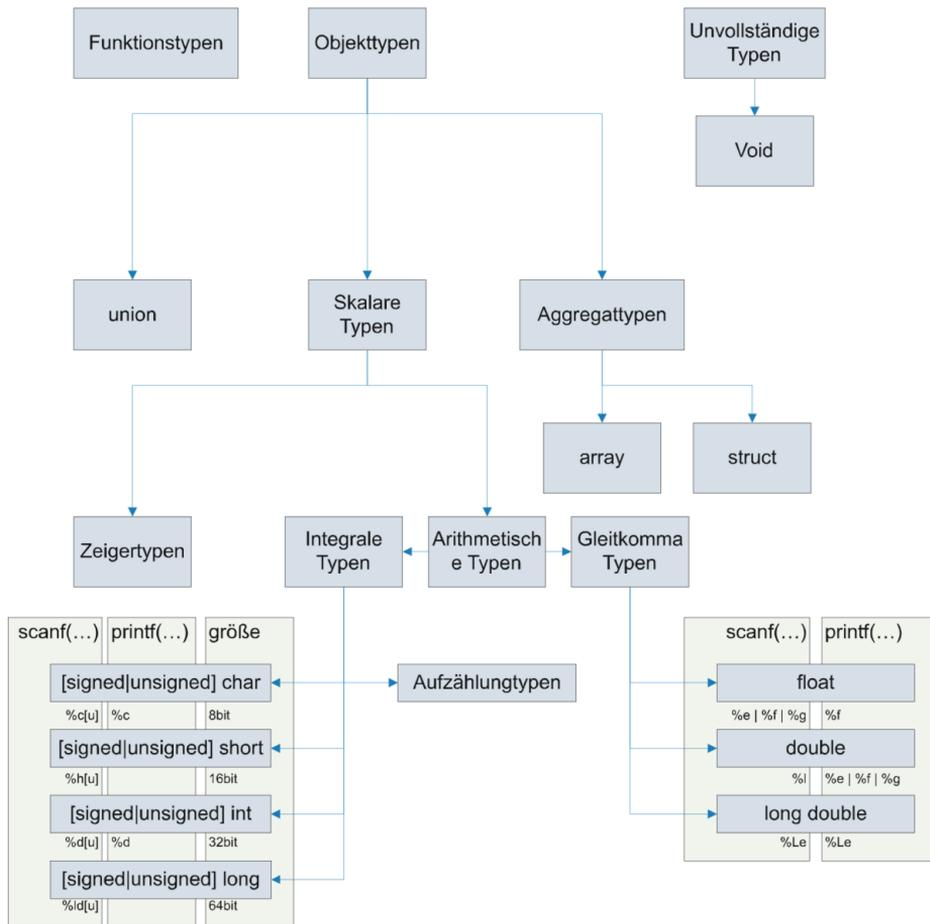 Funktionstypen
Objekttypen
Unvollständige
Typen
Void
union
Skalare
Typen
Aggregattypen
array
struct
Zeigertypen
Integrale
Typen
Arithmetisch
e Typen
Gleitkomma
Typen
scanf(...) printf(...) größe
[signed|unsigned] char
%c[u] %c 8bit
[signed|unsigned] short
%h[u] 16bit
[signed|unsigned] int
%d[u] %d 32bit
[signed|unsigned] long
%ld[u] 64bit
Aufzählungtypen
scanf(...) printf(...)
float
%e | %f | %g %f
double
%l %e | %f | %g
long double
%Le %Le